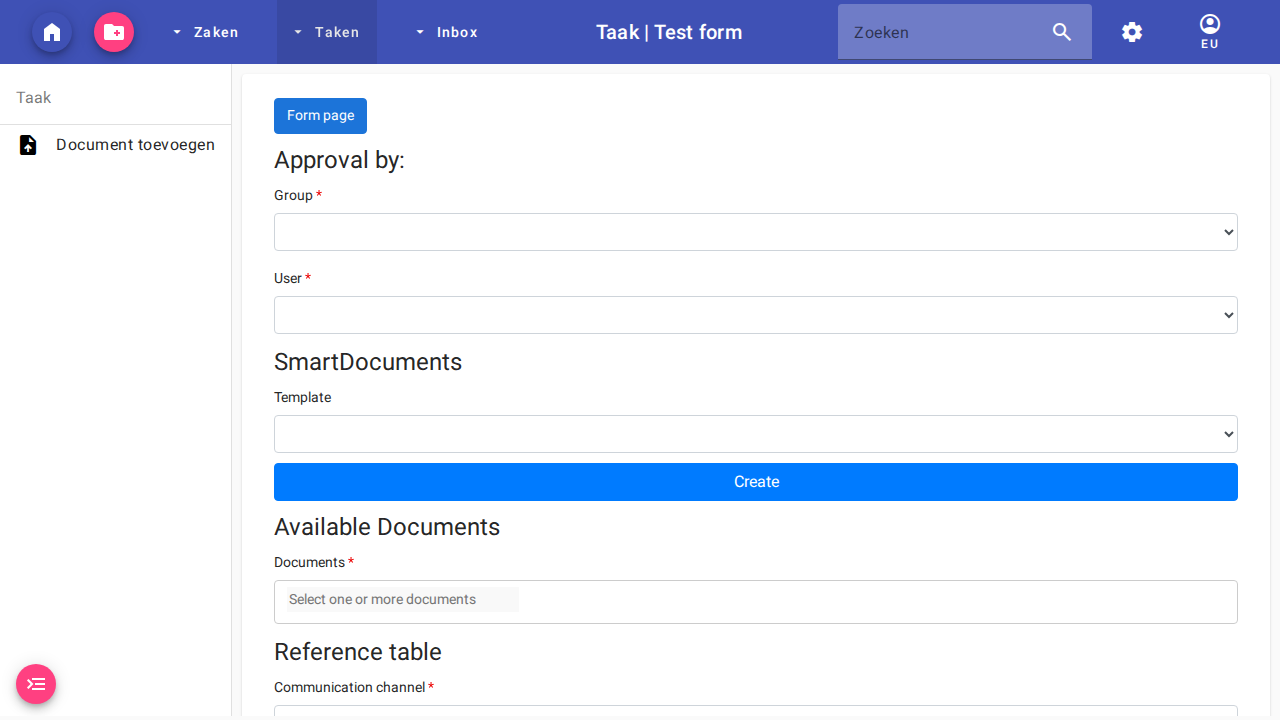 Zaken
Taken
Inbox
Taak | Test form
Zoeken
EU
Taak
Document toevoegen
Form page
Approval by:
Group *
User *
SmartDocuments
Template
Create
Available Documents
Documents *
Select one or more documents
Reference table
Communication channel *